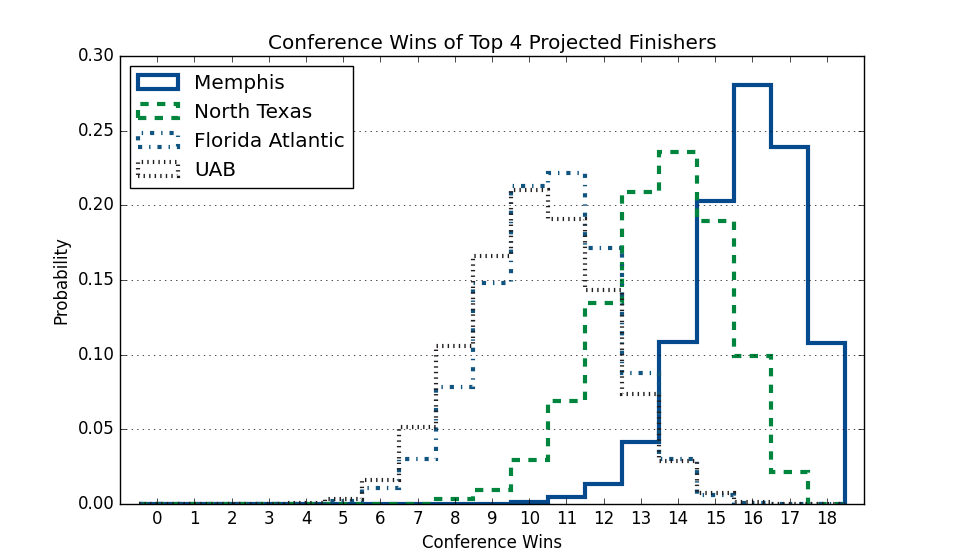 Conference Wins of Top 4 Projected Finishers
0.30
0.25
0.20
0.15
0.10
0.05
0.00
Probability
Memphis
North Texas
Florida Atlantic
UAB
0 1 2 3 4 5 6 7 8 9 10 11 12 13 14 15 16 17 18
Conference Wins